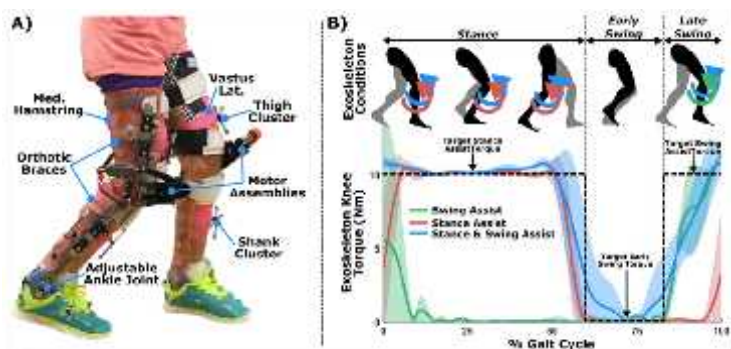 A)
Vastus
Lat.
Med.
Hamstring
Thigh
Cluster
Orthotic
Braces
Motor
Assemblies
Shank
Cluster
Adjustable
Ankle Joint
B)
Stance
Early
Swing
Late
Swing
Exoskeleton
Conditions
Target Stance
Assist Torque
Target Swing
Assist Torque
Exoskeleton Knee
Torque (Nm)
10
5
0
Swing Assist
Stance Assist
Stance & Swing Assist
Target Early
Swing Torque
0
25
75
100
% Gait Cycle